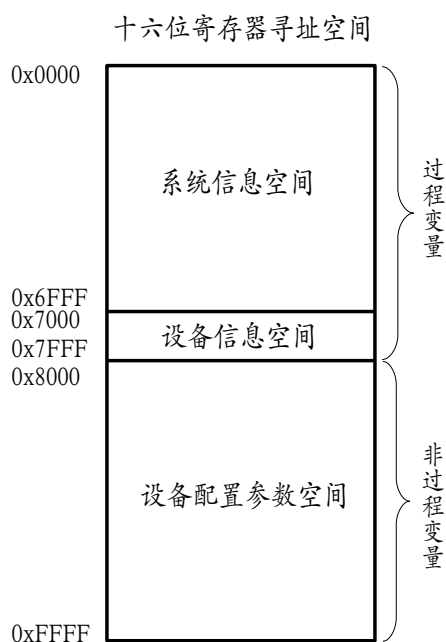 十六位寄存器寻址空间
0x0000
系统信息空间
过程变量
0x6FFF
0x7000
设备信息空间
0x7FFF
0x8000
设备配置参数空间
非过程变量
0xFFFF